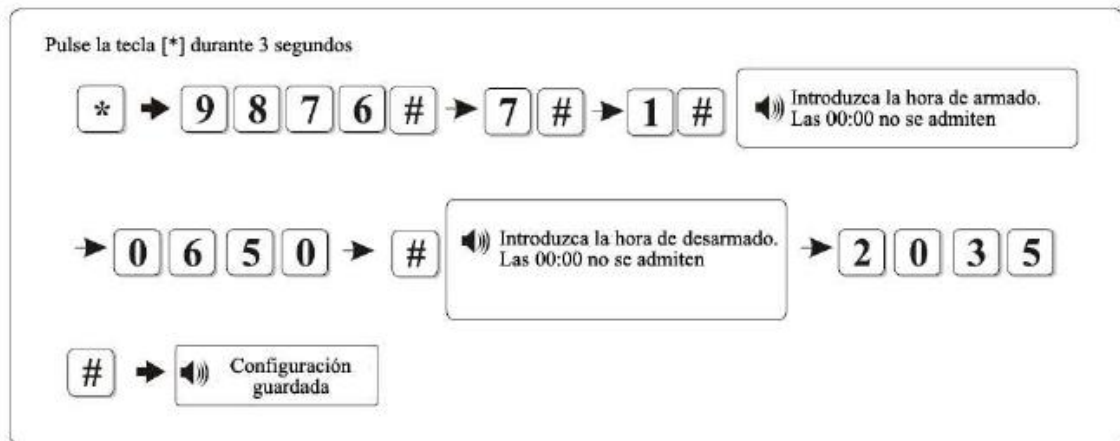 Pulse la tecla [*] durante 3 segundos
* 9 8 7 6 # 7 # 1 # Introduzca la hora de armado.
Las 00:00 no se admiten
0 6 5 0 # Introduzca la hora de desarmado.
Las 00:00 no se admiten
2 0 3 5
# Configuración
guardada